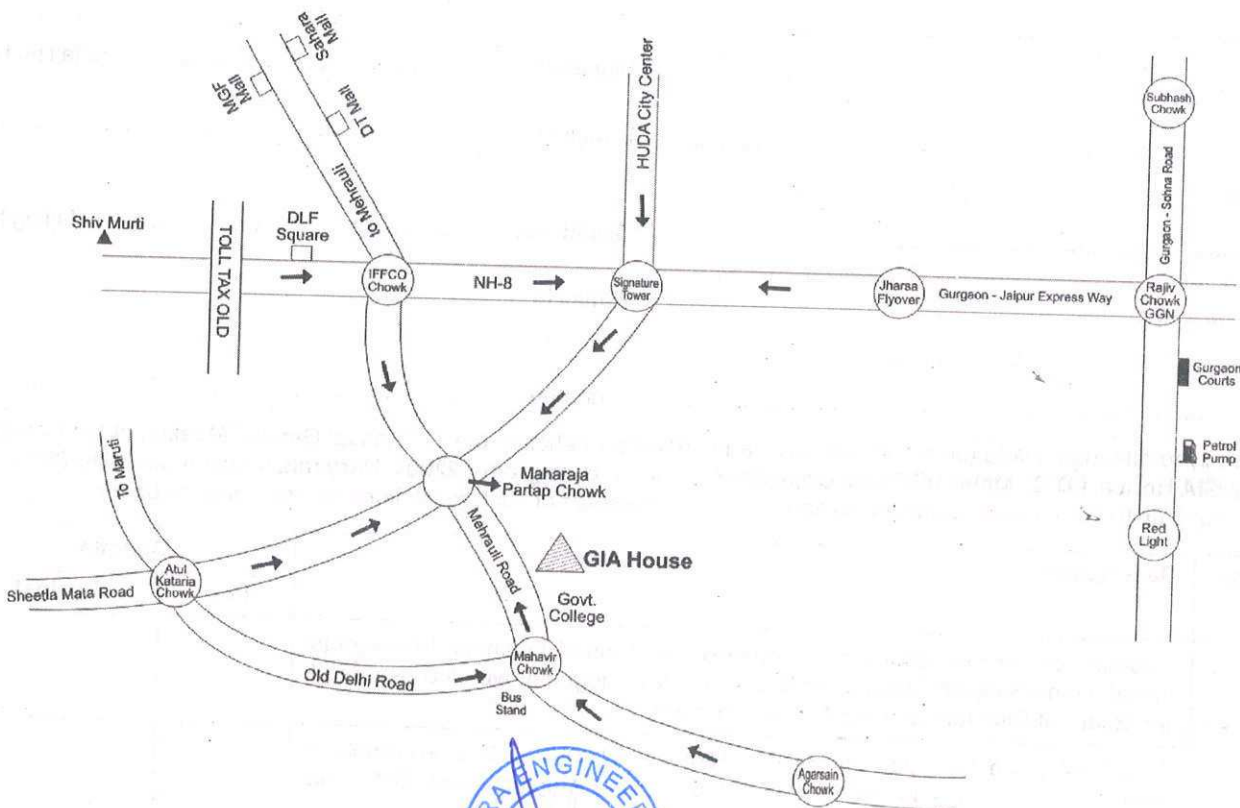 Sahara
Mall
MGF
Mall
DT Mall
to Mehrauli
HUDA City Center
Subhash
Chowk
Gurgaon - Sohna Road
Shiv Murti
TOLL TAX OLD
DLF
Square
IFFCO
Chowk
NH-8
Signature
Tower
Jharsa
Flyover
Gurgaon - Jaipur Express Way
Rajiv
Chowk
GGN
Gurgaon
Courts
Petrol
Pump
Red
Light
To Maruti
Maharaja
Partap Chowk
Mehrauli Road
GIA House
Govt.
College
Atul
Kataria
Chowk
Sheetla Mata Road
Old Delhi Road
Mahavir
Chowk
Bus
Stand
Agarsain
Chowk